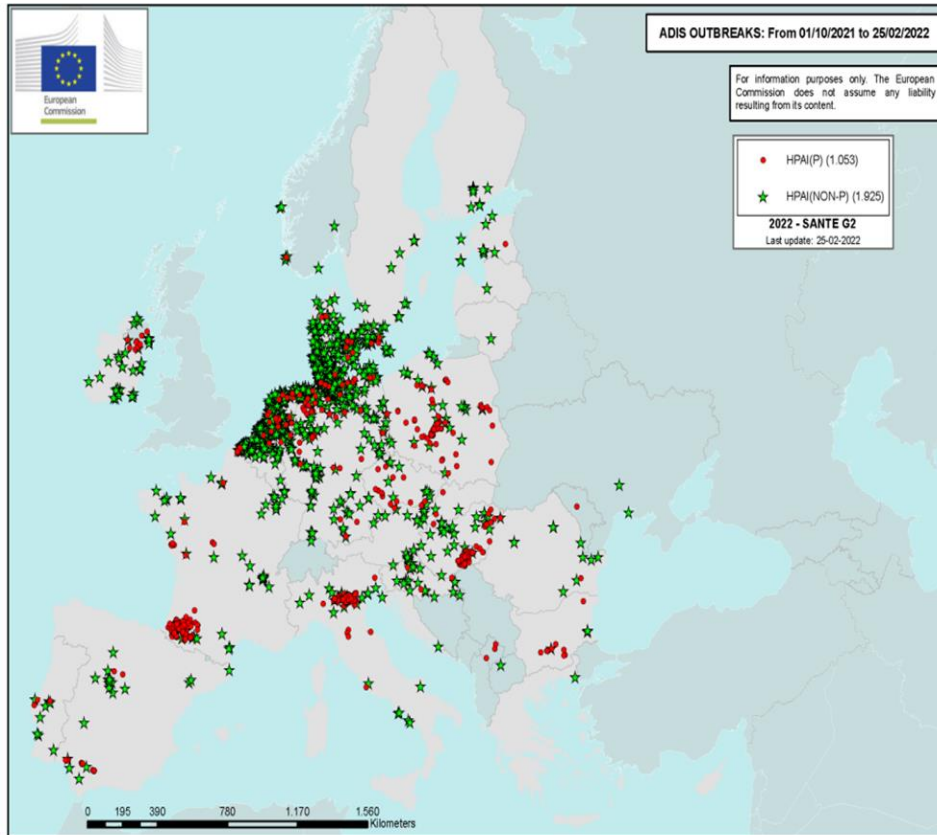 European
Commission
ADIS OUTBREAKS: From 01/10/2021 to 25/02/2022
For information purposes only. The European
Commission does not assume any liability
resulting from its content.
HPAI(P) (1.053)
HPAI(NON-P) (1.925)
2022 - SANTE G2
Last update: 25-02-2022
0 195 390 780 1.170 1.560
Kilometers